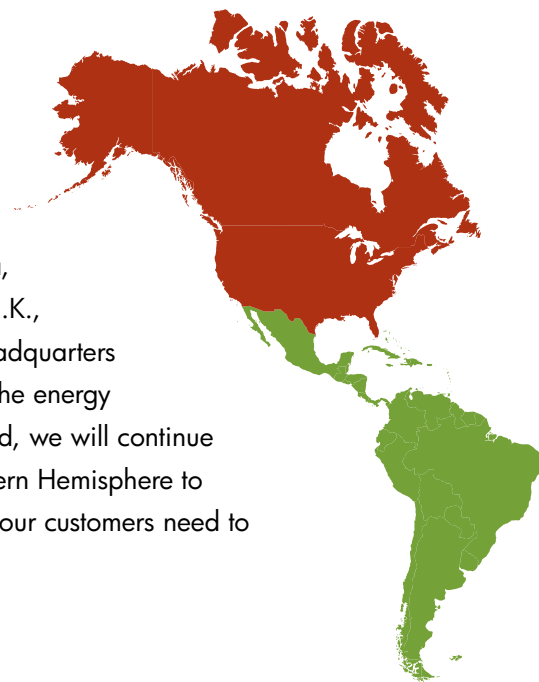 ,
.K.,
adquarters
he energy
d, we will continue
ern Hemisphere to
our customers need to